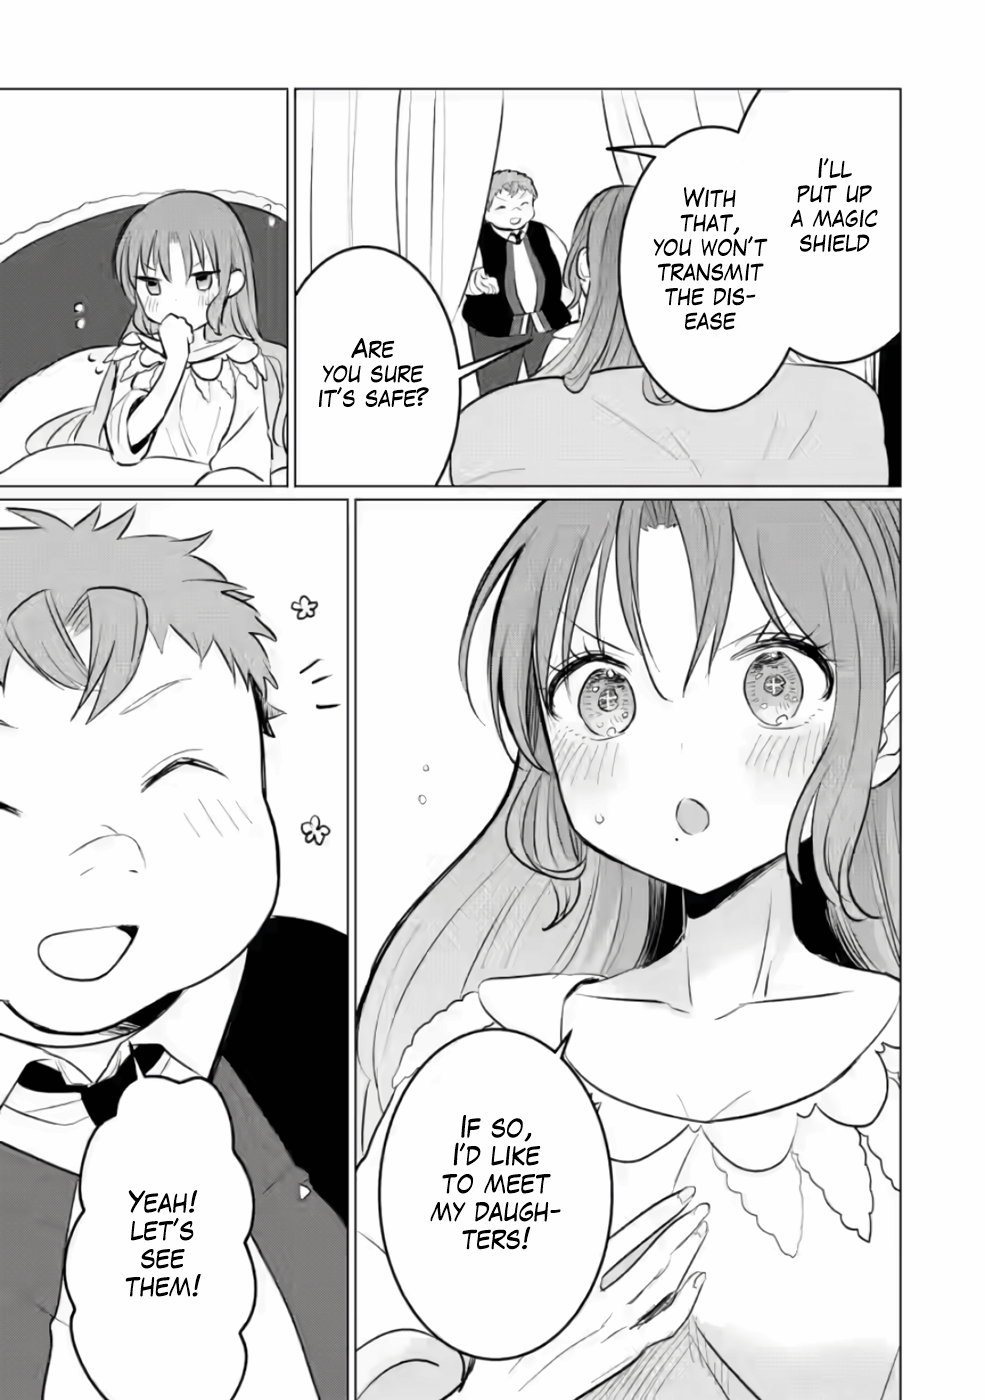 I'LL
PUT UP
A MAGIC
SHIELD
WITH
THAT,
YOU WON'T
TRANSMIT
THE DIS-
EASE
ARE
YOU SURE
IT'S SAFE?
IF SO,
I'D LIKE
TO MEET
MY DAUGH-
TERS!
YEAH!
LET'S
SEE
THEM!